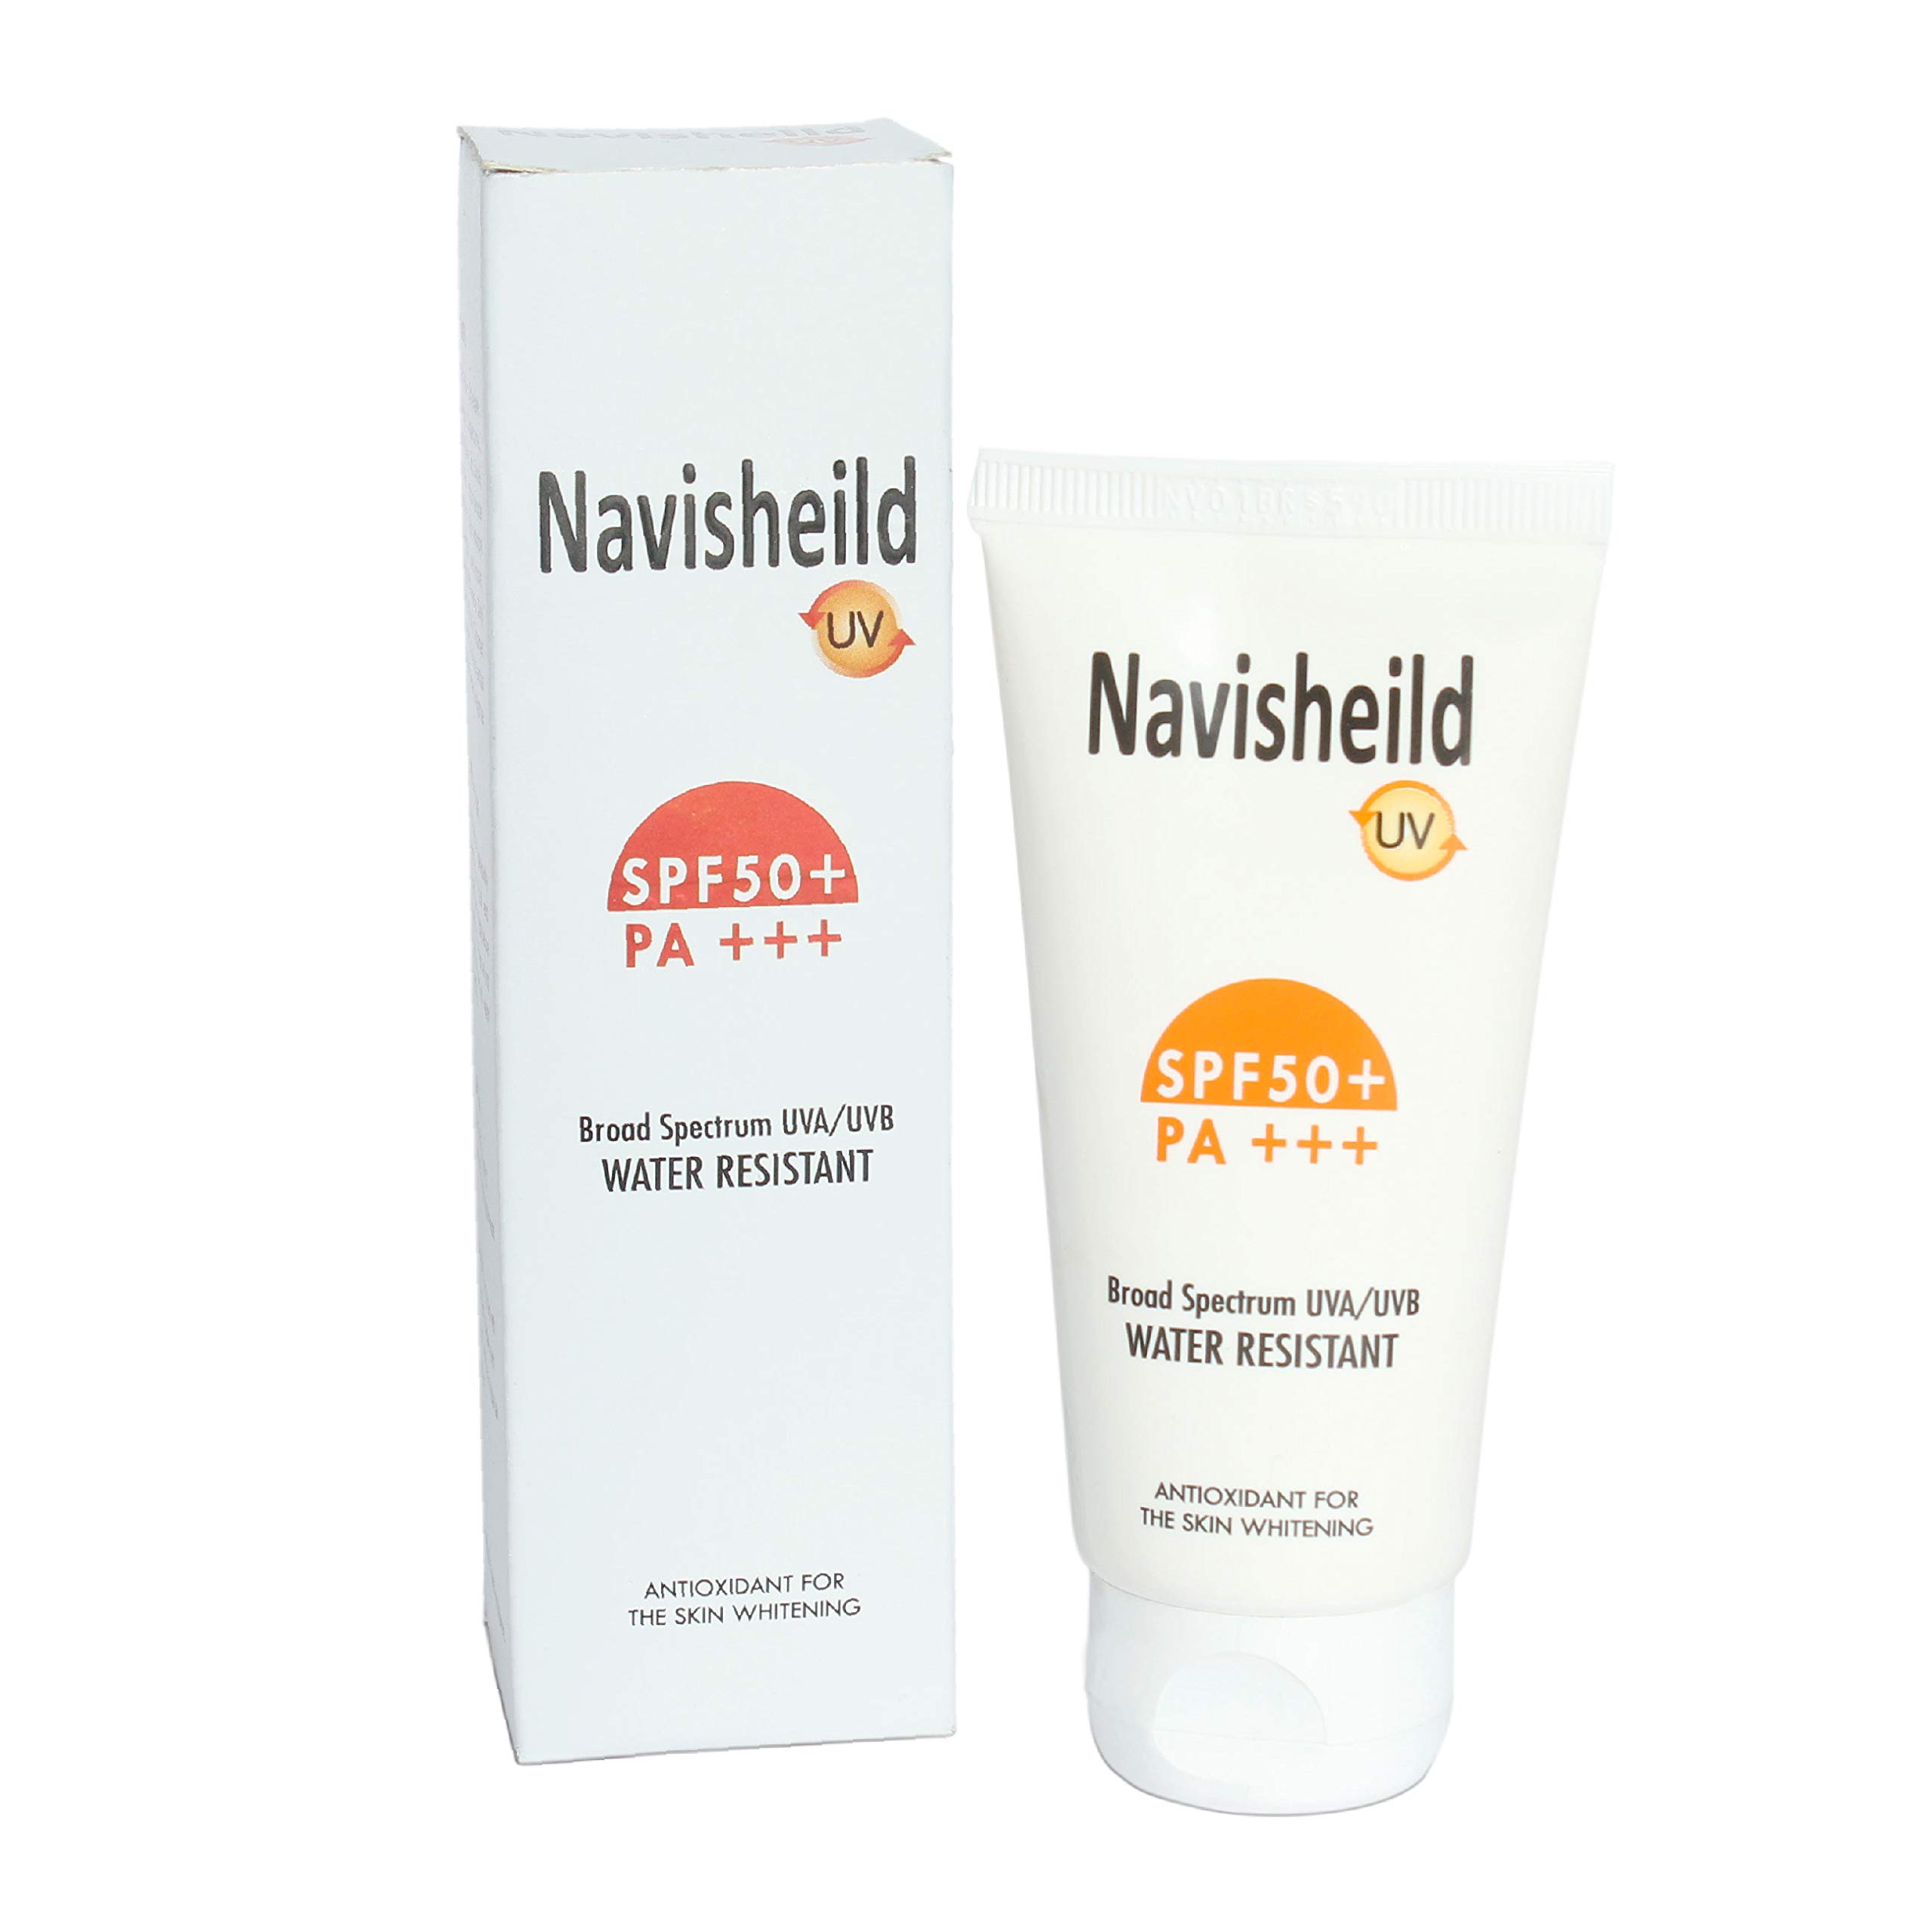 Navisheild
Navisheild
UV
SPF50+
PA +++
Broad Spectrum UVA/UVB
WATER RESISTANT
ANTIOXIDANT FOR
THE SKIN WHITENING
Navisheild
UV
SPF50+
PA +++
Broad Spectrum UVA/UVB
WATER RESISTANT
ANTIOXIDANT FOR
THE SKIN WHITENING